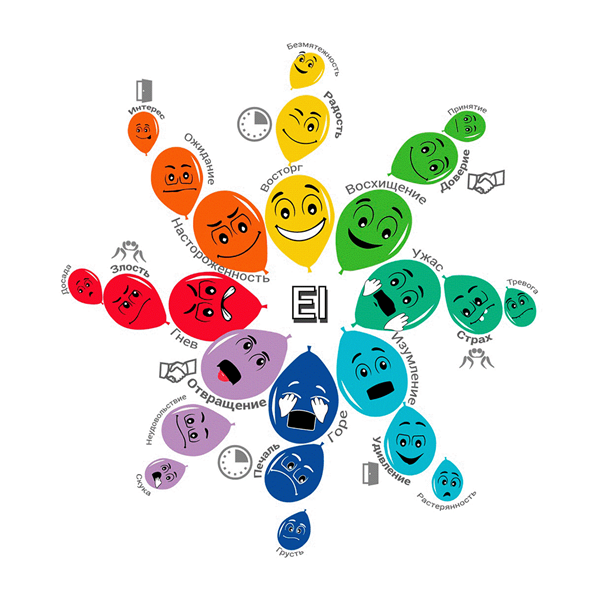 Безмятежность
Радость
Восторг
Принятие
Доверие
Восхищение
Интерес
Ожидание
Настороженность
Ужас
Тревога
Страх
Досада
Злость
Гнев
EI
Изумление
Удивление
Растерянность
Отвращение
Неудовольствие
Скука
Горе
Печаль
Грусть